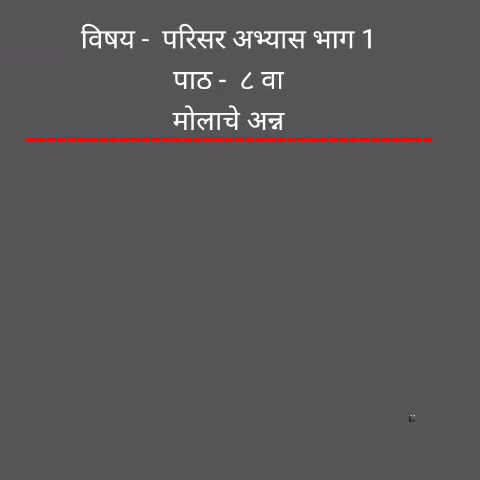 विषय - परिसर अभ्यास भाग 1
पाठ - ८ वा
मोलाचे अन्न